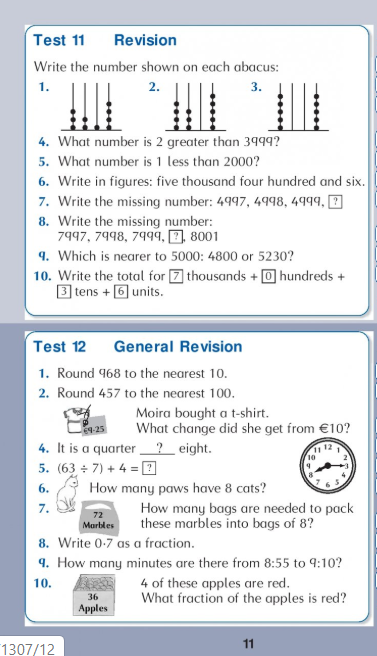 Test 11 Revision
Write the number shown on each abacus:
1. 2. 3.
4. What number is 2 greater than 3999?
5. What number is 1 less than 2000?
6. Write in figures: five thousand four hundred and six.
7. Write the missing number: 4997, 4998, 4999, ?
8. Write the missing number:
7997, 7998, 7999, ?, 8001
9. Which is nearer to 5000: 4800 or 5230?
10. Write the total for 7 thousands + 0 hundreds +
3 tens + 6 units.
Test 12 General Revision
1. Round 968 to the nearest 10.
2. Round 457 to the nearest 100.
Moira bought a t-shirt.
€9·25 What change did she get from €10?
4. It is a quarter ? eight.
11 12 1
10 2
9 3
8 4
7 6 5
5. (63 ÷ 7) + 4 = ?
6. How many paws have 8 cats?
7. How many bags are needed to pack
these marbles into bags of 8?
72
Marbles
8. Write 0·7 as a fraction.
9. How many minutes are there from 8:55 to 9:10?
10. 4 of these apples are red.
What fraction of the apples is red?
36
Apples
1307/12
11